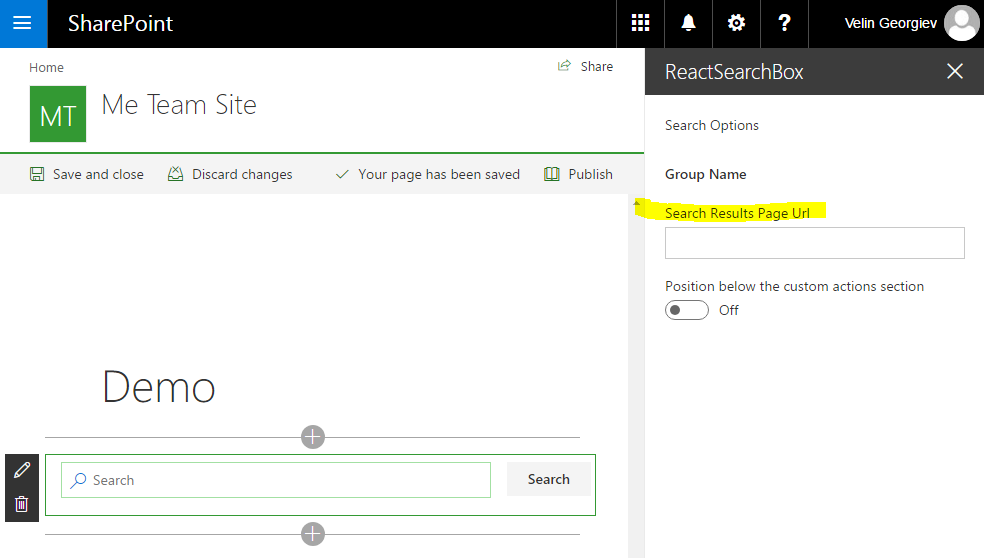 SharePoint
Velin Georgiev
Home
Share
MT
Me Team Site
Save and close
Discard changes
Your page has been saved
Publish
Demo
Search
Search
ReactSearchBox
Search Options
Group Name
Search Results Page Url
Position below the custom actions section
Off